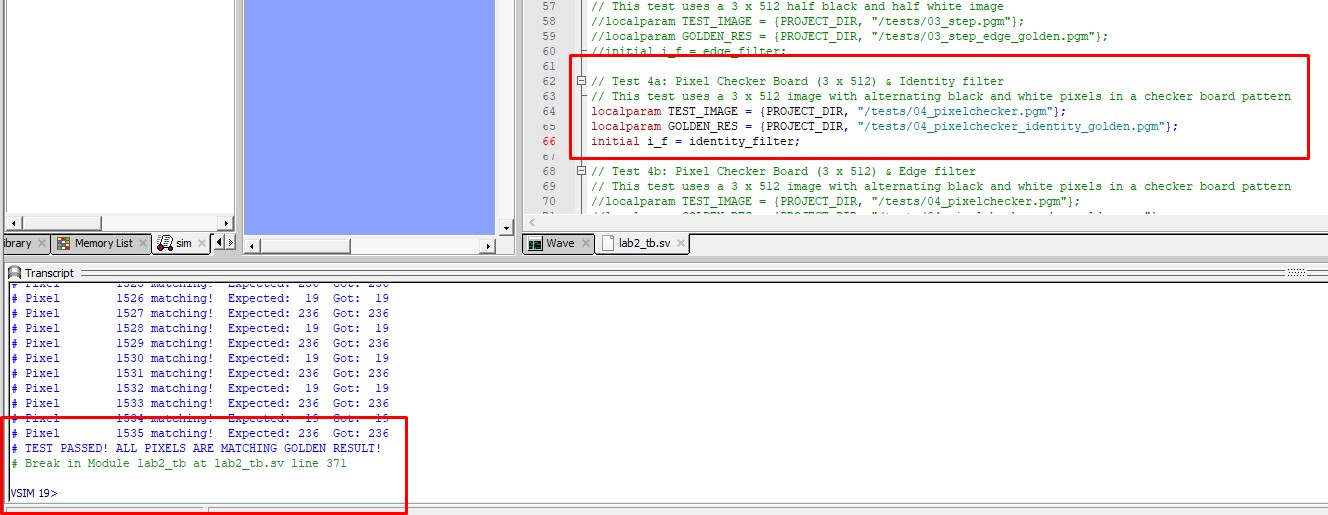 57 // This test uses a 3 x 512 half black and half white image
58 //localparam TEST_IMAGE = {PROJECT_DIR, "/tests/03_step.pgm"};
59 //localparam GOLDEN_RES = {PROJECT_DIR, "/tests/03_step_edge_golden.pgm"};
60 //initial i_f = edge_filter;
61
62 // Test 4a: Pixel Checker Board (3 x 512) & Identity filter
63 // This test uses a 3 x 512 image with alternating black and white pixels in a checker board pattern
64 localparam TEST_IMAGE = {PROJECT_DIR, "/tests/04_pixelchecker.pgm"};
65 localparam GOLDEN_RES = {PROJECT_DIR, "/tests/04_pixelchecker_identity_golden.pgm"};
66 initial i_f = identity_filter;
67
68 // Test 4b: Pixel Checker Board (3 x 512) & Edge filter
69 // This test uses a 3 x 512 image with alternating black and white pixels in a checker board pattern
70 //localparam TEST_IMAGE = {PROJECT_DIR, "/tests/04_pixelchecker.pgm"};
ibrary Memory List sim
Wave lab2_tb.sv
Transcript
# Pixel 1525 matching! Expected: 236 Got: 236
# Pixel 1526 matching! Expected: 19 Got: 19
# Pixel 1527 matching! Expected: 236 Got: 236
# Pixel 1528 matching! Expected: 19 Got: 19
# Pixel 1529 matching! Expected: 236 Got: 236
# Pixel 1530 matching! Expected: 19 Got: 19
# Pixel 1531 matching! Expected: 236 Got: 236
# Pixel 1532 matching! Expected: 19 Got: 19
# Pixel 1533 matching! Expected: 236 Got: 236
# Pixel 1534 matching! Expected: 19 Got: 19
# Pixel 1535 matching! Expected: 236 Got: 236
# TEST PASSED! ALL PIXELS ARE MATCHING GOLDEN RESULT!
# Break in Module lab2_tb at lab2_tb.sv line 371
VSIM 19>